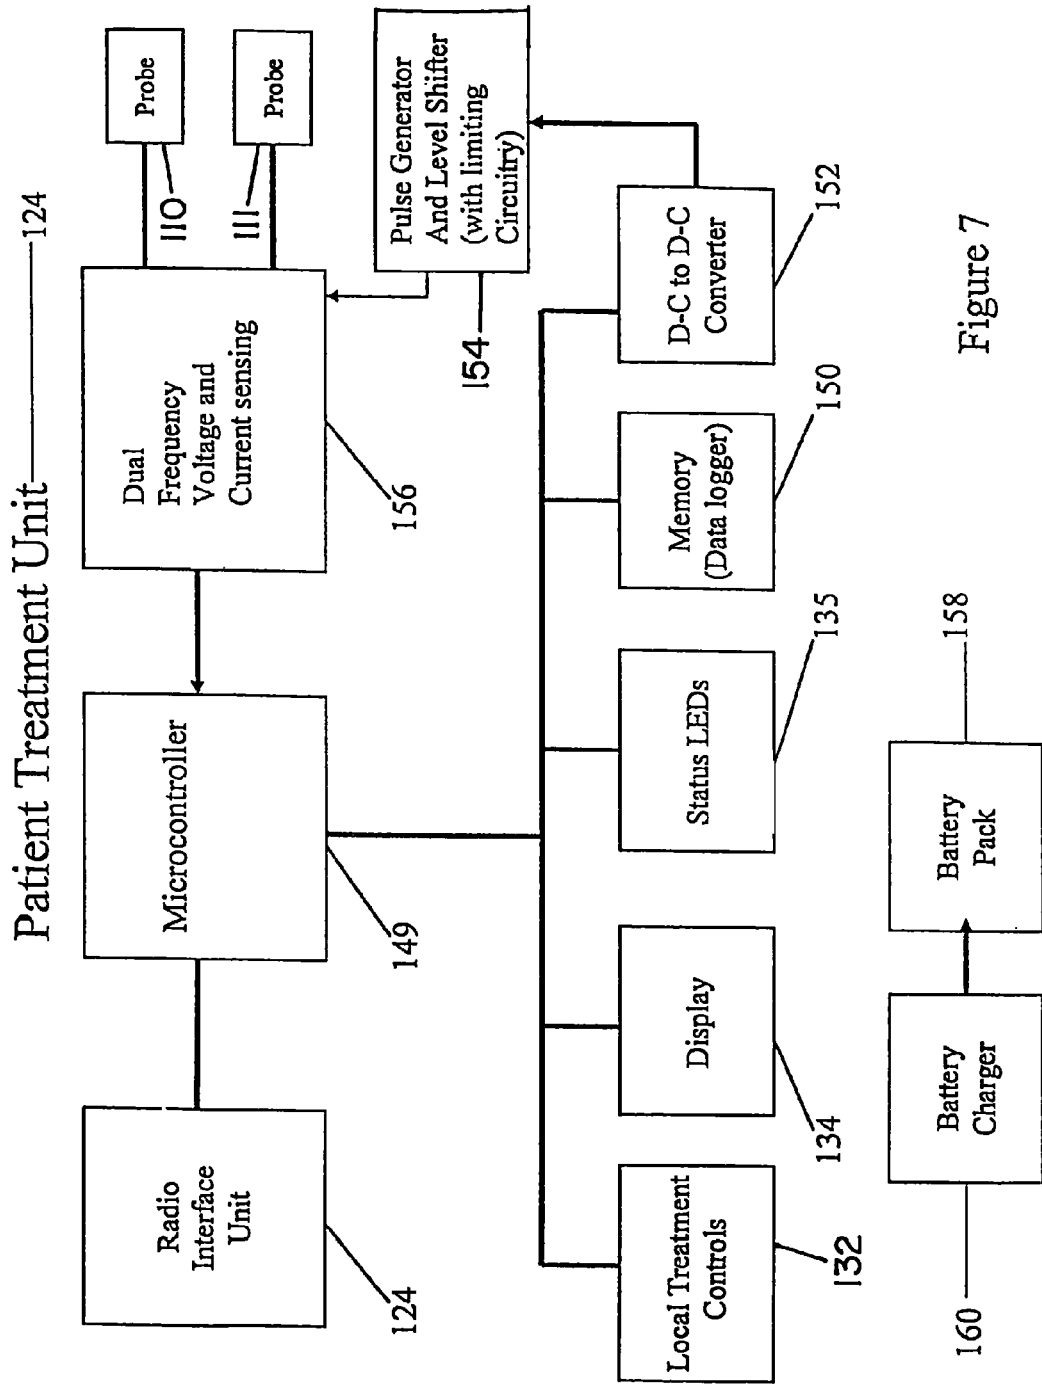 Patient Treatment Unit 124
Radio
Interface
Unit
124
Microcontroller
149
Dual
Frequency
Voltage and
Current sensing
156
Probe
110
Probe
111
Pulse Generator
And Level Shifter
(with limiting
Circuitry)
154
Local Treatment
Controls
132
Display
134
Status LEDs
135
Memory
(Data logger)
150
D-C to D-C
Converter
152
Battery
Charger
160
Battery
Pack
158
Figure 7